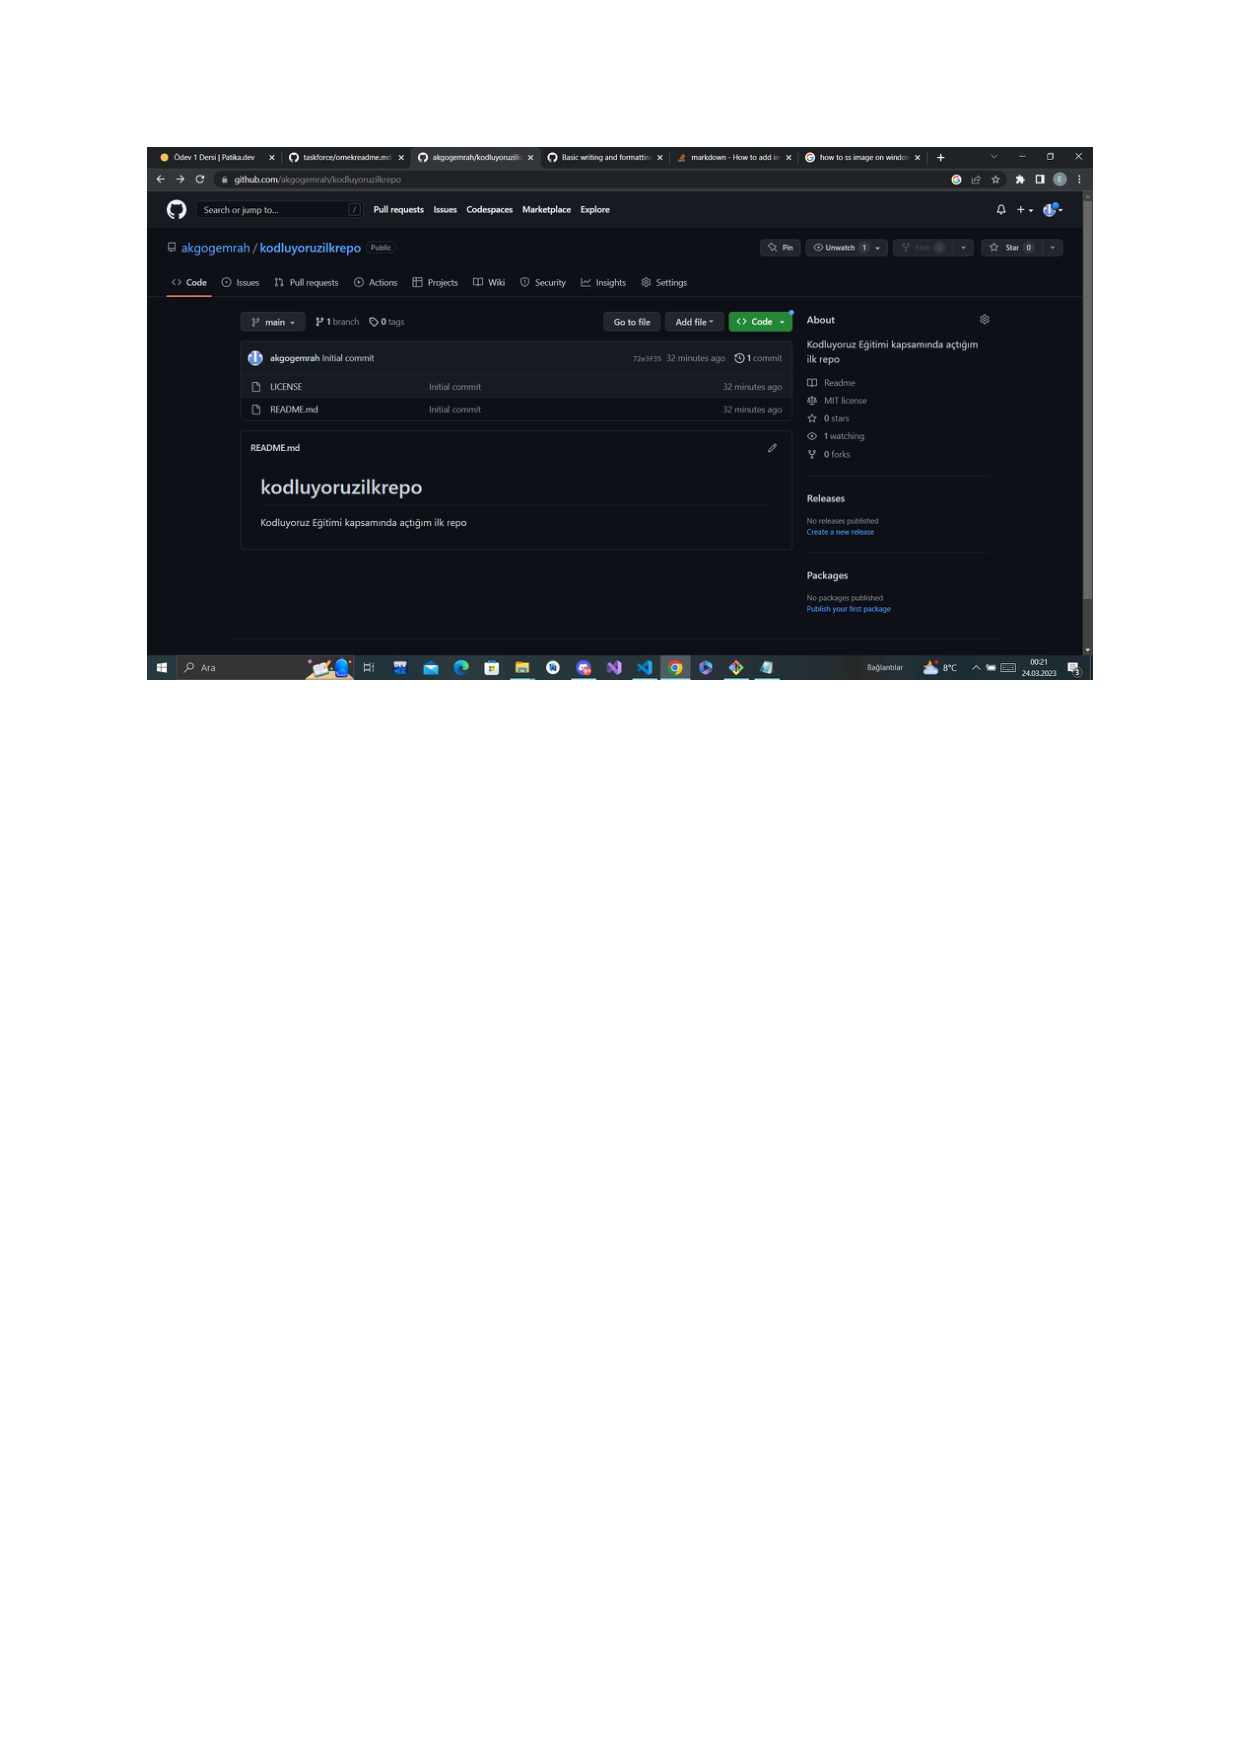 Ödev 1 Dersi | Patika.dev
taskforce/ornekreadme.md
akgogemrah/kodluyoruzilk
Basic writing and formattin
markdown - How to add im
how to ss image on window
github.com/akgogemrah/kodluyoruzilkrepo
Search or jump to... /
Pull requests Issues Codespaces Marketplace Explore
akgogemrah / kodluyoruzilkrepo Public
Pin Unwatch 1 Fork 0 Star 0
Code Issues Pull requests Actions Projects Wiki Security Insights Settings
main 1 branch 0 tags
Go to file Add file Code
akgogemrah Initial commit 72e3f35 32 minutes ago 1 commit
LICENSE Initial commit 32 minutes ago
README.md Initial commit 32 minutes ago
README.md
kodluyoruzilkrepo
Kodluyoruz Eğitimi kapsamında açtığım ilk repo
About
Kodluyoruz Eğitimi kapsamında açtığım
ilk repo
Readme
MIT license
0 stars
1 watching
0 forks
Releases
No releases published
Create a new release
Packages
No packages published
Publish your first package
Ara
Bağlantılar
8°C
00:21
24.03.2023
3